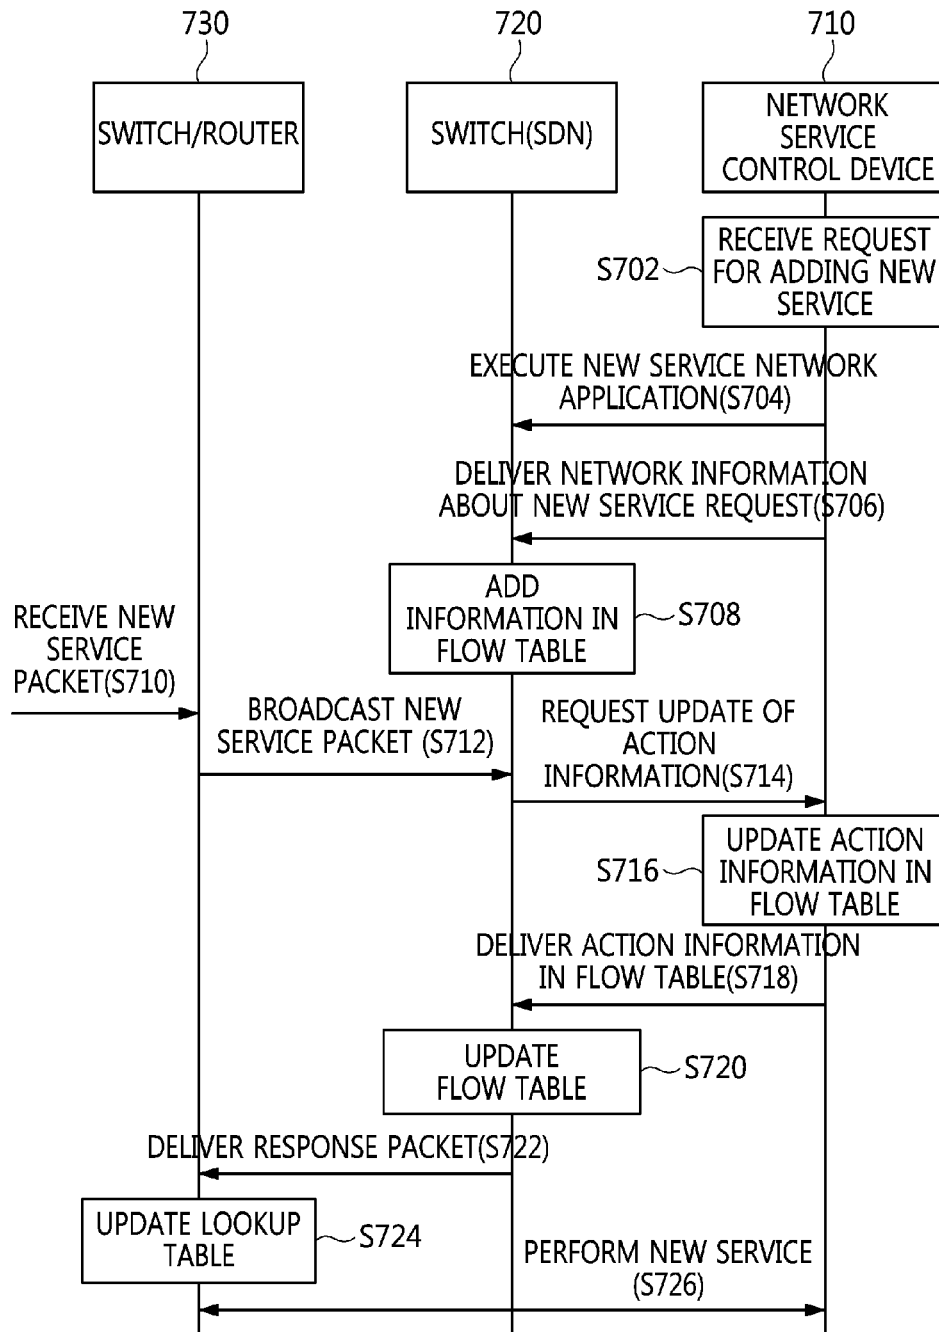 730
720
710
SWITCH/ROUTER
SWITCH(SDN)
NETWORK
SERVICE
CONTROL DEVICE
S702
RECEIVE REQUEST
FOR ADDING NEW
SERVICE
EXECUTE NEW SERVICE NETWORK
APPLICATION(S704)
DELIVER NETWORK INFORMATION
ABOUT NEW SERVICE REQUEST(S706)
ADD
INFORMATION IN
FLOW TABLE
S708
RECEIVE NEW
SERVICE
PACKET(S710)
BROADCAST NEW
SERVICE PACKET (S712)
REQUEST UPDATE OF
ACTION
INFORMATION(S714)
S716
UPDATE ACTION
INFORMATION IN
FLOW TABLE
DELIVER ACTION INFORMATION
IN FLOW TABLE(S718)
UPDATE
FLOW TABLE
S720
DELIVER RESPONSE PACKET(S722)
UPDATE LOOKUP
TABLE
S724
PERFORM NEW SERVICE
(S726)